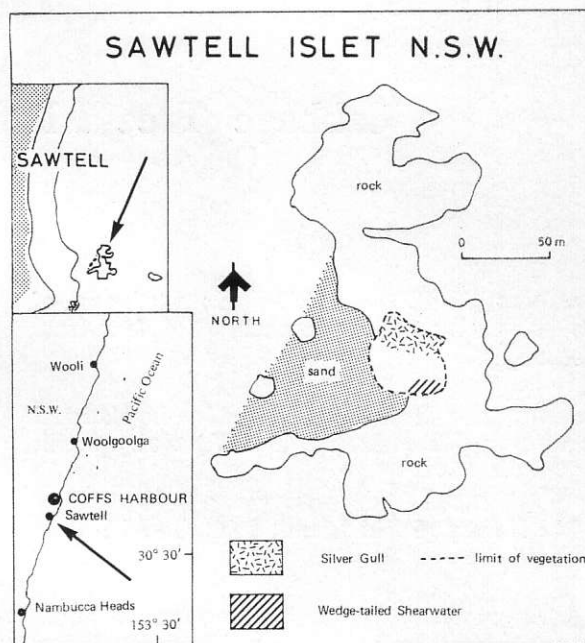 SAWTELL ISLET N.S.W.
SAWTELL
NORTH
rock
0 50 m
sand
rock
Wooli
N.S.W.
Pacific Ocean
Woolgoolga
COFFS HARBOUR
Sawtell
30° 30'
Nambucca Heads
153° 30'
Silver Gull
limit of vegetation
Wedge-tailed Shearwater